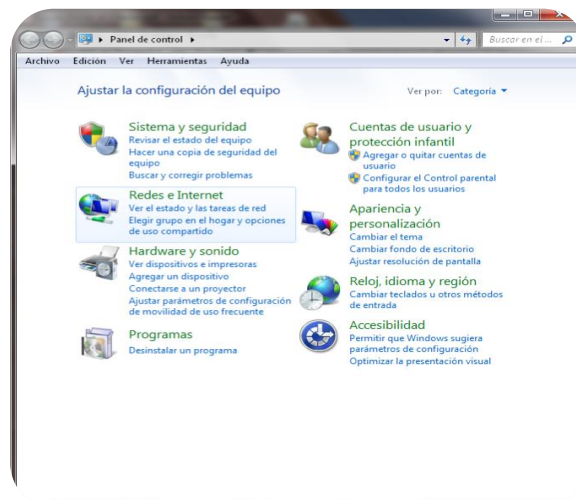 Panel de control
Buscar en el ...
Archivo Edición Ver Herramientas Ayuda
Ajustar la configuración del equipo
Ver por: Categoría
Sistema y seguridad
Revisar el estado del equipo
Hacer una copia de seguridad del
equipo
Buscar y corregir problemas
Redes e Internet
Ver el estado y las tareas de red
Elegir grupo en el hogar y opciones
de uso compartido
Hardware y sonido
Ver dispositivos e impresoras
Agregar un dispositivo
Conectarse a un proyector
Ajustar parámetros de configuración
de movilidad de uso frecuente
Programas
Desinstalar un programa
Cuentas de usuario y
protección infantil
Agregar o quitar cuentas de
usuario
Configurar el Control parental
para todos los usuarios
Apariencia y
personalización
Cambiar el tema
Cambiar fondo de escritorio
Ajustar resolución de pantalla
Reloj, idioma y región
Cambiar teclados u otros métodos
de entrada
Accesibilidad
Permitir que Windows sugiera
parámetros de configuración
Optimizar la presentación visual